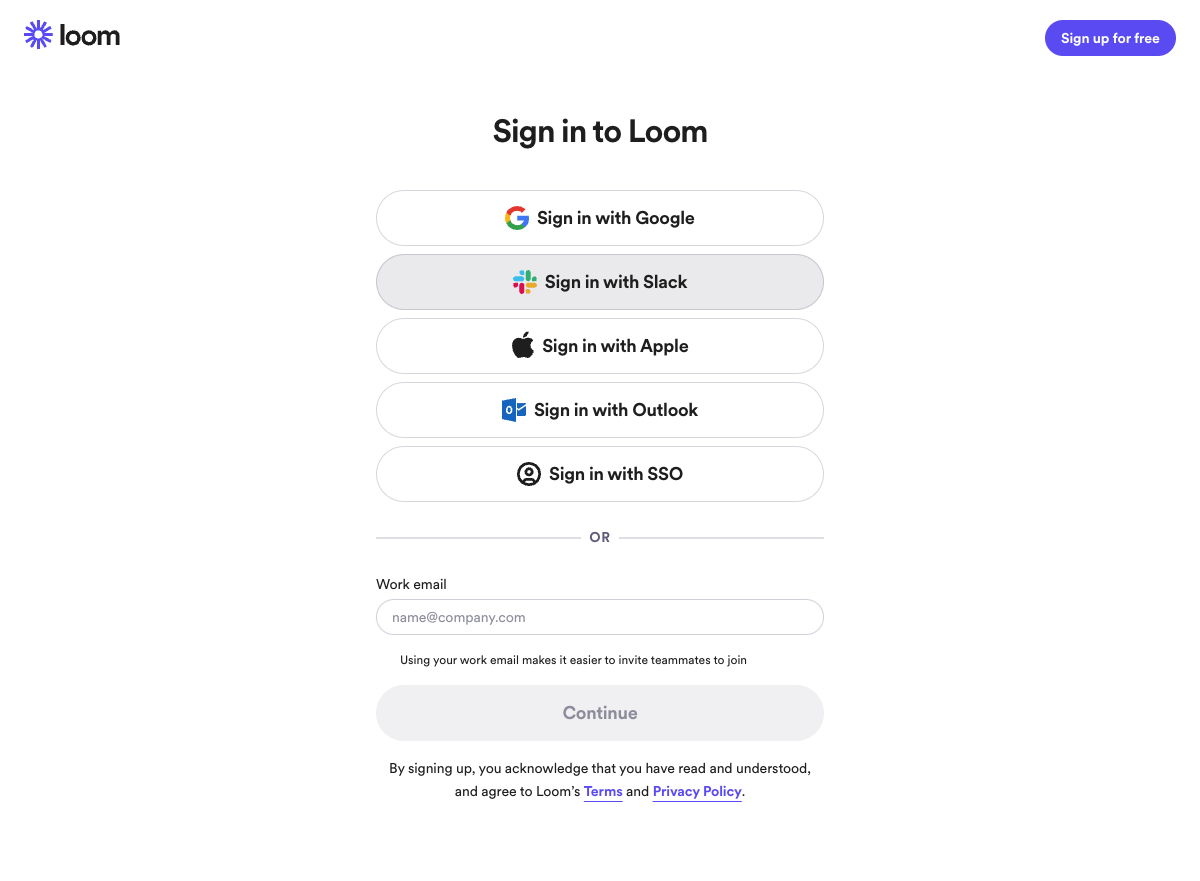 loom
Sign up for free
Sign in to Loom
Sign in with Google
Sign in with Slack
Sign in with Apple
Sign in with Outlook
Sign in with SSO
OR
Work email
name@company.com
Using your work email makes it easier to invite teammates to join
Continue
By signing up, you acknowledge that you have read and understood,
and agree to Loom’s Terms and Privacy Policy.